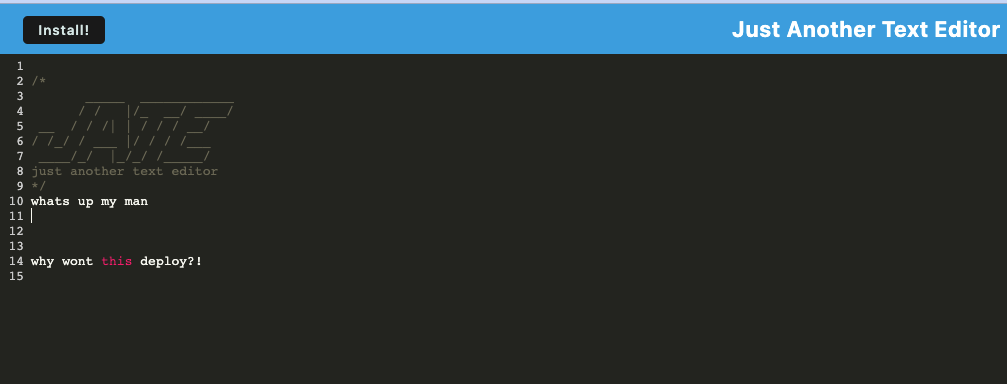 Install!
Just Another Text Editor
1
2 /*
3
4
5
6
7
8 just another text editor
9 */
10 whats up my man
11
12
13
14 why wont this deploy?!
15